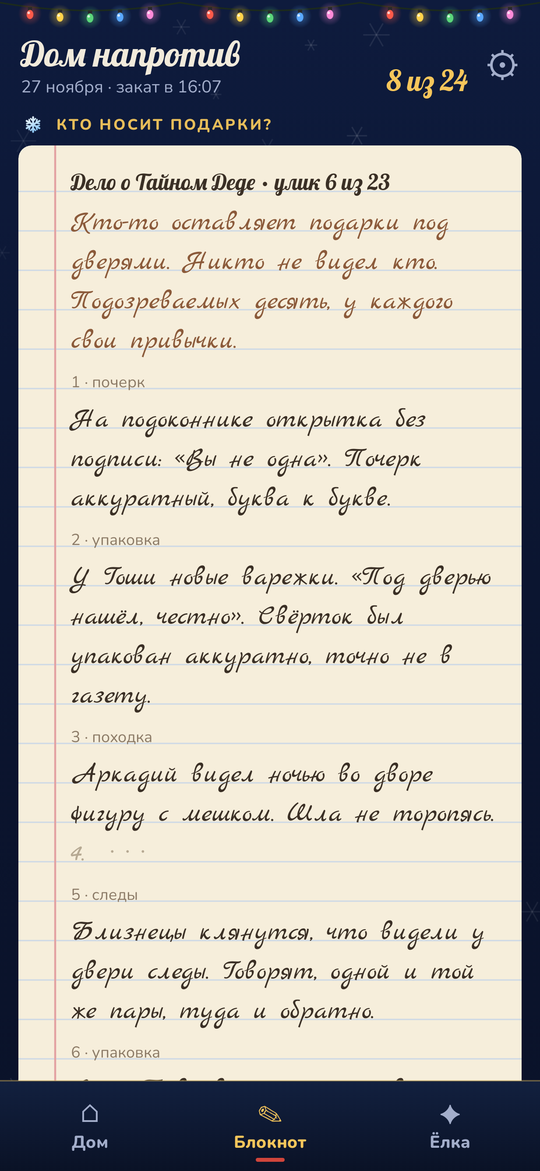 Дом напротив
27 ноября · закат в 16:07
8 из 24
КТО НОСИТ ПОДАРКИ?
Дело о Тайном Деде · улик 6 из 23
Кто-то оставляет подарки под
дверями. Никто не видел кто.
Подозреваемых десять, у каждого
свои привычки.
1 · почерк
На подоконнике открытка без
подписи: «Вы не одна». Почерк
аккуратный, буква к букве.
2 · упаковка
У Гоши новые варежки. «Под дверью
нашёл, честно». Свёрток был
упакован аккуратно, точно не в
газету.
3 · походка
Аркадий видел ночью во дворе
фигуру с мешком. Шла не торопясь.
4. · · ·
5 · следы
Близнецы клянутся, что видели у
двери следы. Говорят, одной и той
же пары, туда и обратно.
6 · упаковка
Дом
Блокнот
Ёлка